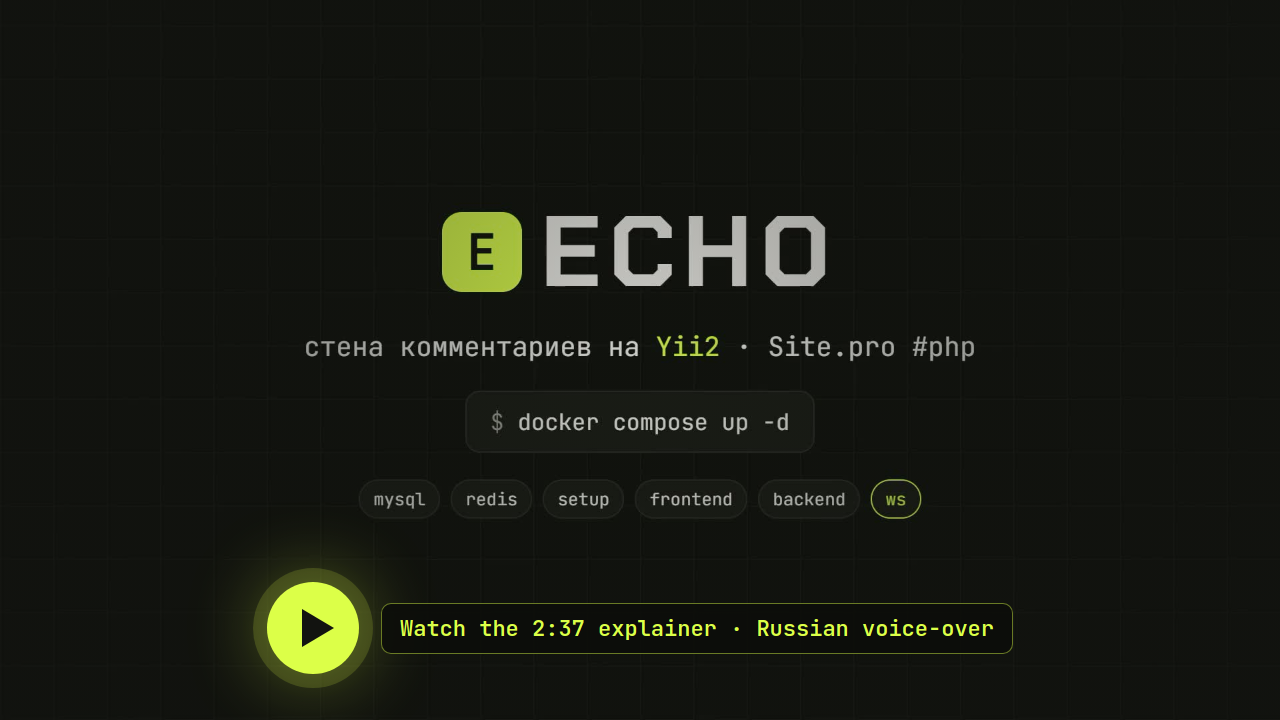 E ECHO
стена комментариев на Yii2 · Site.pro #php
$ docker compose up -d
mysql redis setup frontend backend ws
Watch the 2:37 explainer · Russian voice-over